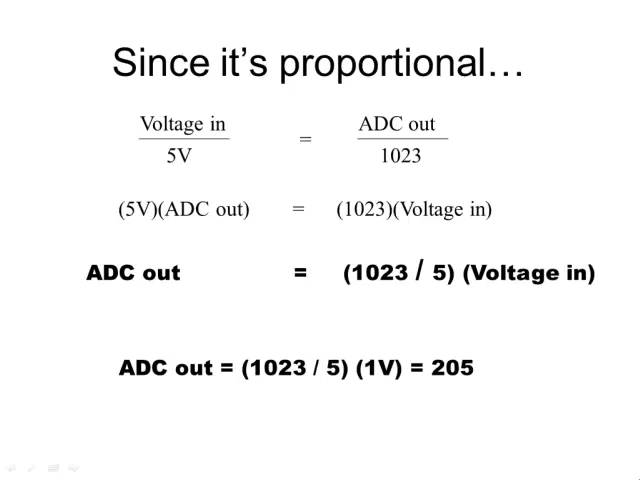 Since it's proportional…
Voltage in = ADC out
5V 1023
(5V)(ADC out) = (1023)(Voltage in)
ADC out = (1023 / 5) (Voltage in)
ADC out = (1023 / 5) (1V) = 205